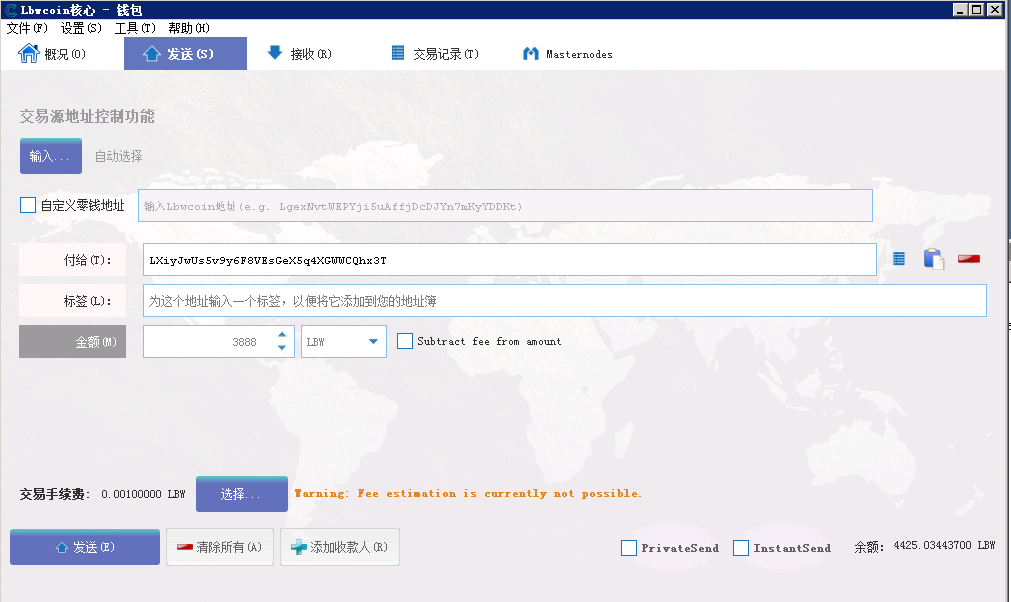 Lbwcoin核心 - 钱包
文件(F) 设置(S) 工具(T) 帮助(H)
概况(O) 发送(S) 接收(R) 交易记录(T) Masternodes
交易源地址控制功能
输入... 自动选择
自定义零钱地址 输入Lbwcoin地址(e.g. LgexNvtWEPYji5uAffjDcDJYn7mKyYDDKt)
付给(T): LXiyJwUs5v9y6F8VEsGeX5q4XGWWCQhx3T
标签(L): 为这个地址输入一个标签，以便将它添加到您的地址簿
金额(M) 3888 LBW Subtract fee from amount
交易手续费: 0.00100000 LBW 选择... Warning: Fee estimation is currently not possible.
发送(E) 清除所有(A) 添加收款人(R) PrivateSend InstantSend 余额: 4425.03443700 LBW